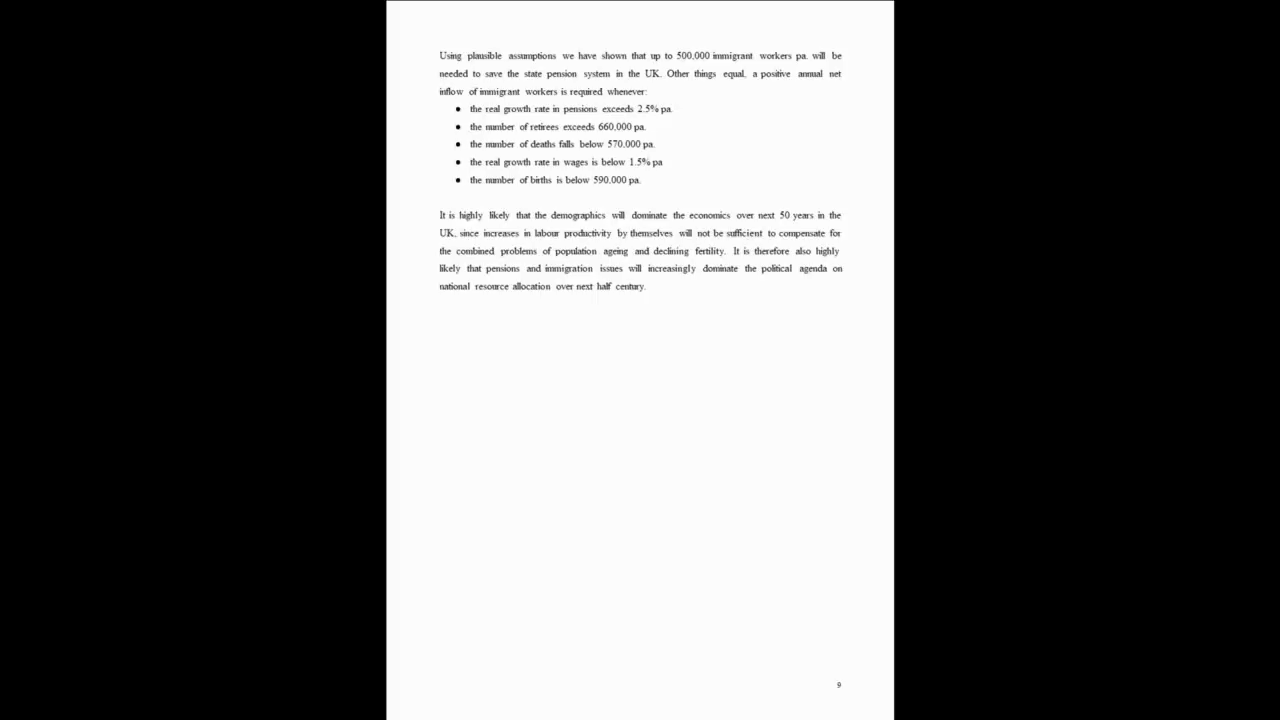 Using plausible assumptions we have shown that up to 500,000 immigrant workers pa. will be
needed to save the state pension system in the UK. Other things equal, a positive annual net
inflow of immigrant workers is required whenever:
● the real growth rate in pensions exceeds 2.5% pa.
● the number of retirees exceeds 660,000 pa.
● the number of deaths falls below 570,000 pa.
● the real growth rate in wages is below 1.5% pa
● the number of births is below 590,000 pa.
It is highly likely that the demographics will dominate the economics over next 50 years in the
UK, since increases in labour productivity by themselves will not be sufficient to compensate for
the combined problems of population ageing and declining fertility. It is therefore also highly
likely that pensions and immigration issues will increasingly dominate the political agenda on
national resource allocation over next half century.
9